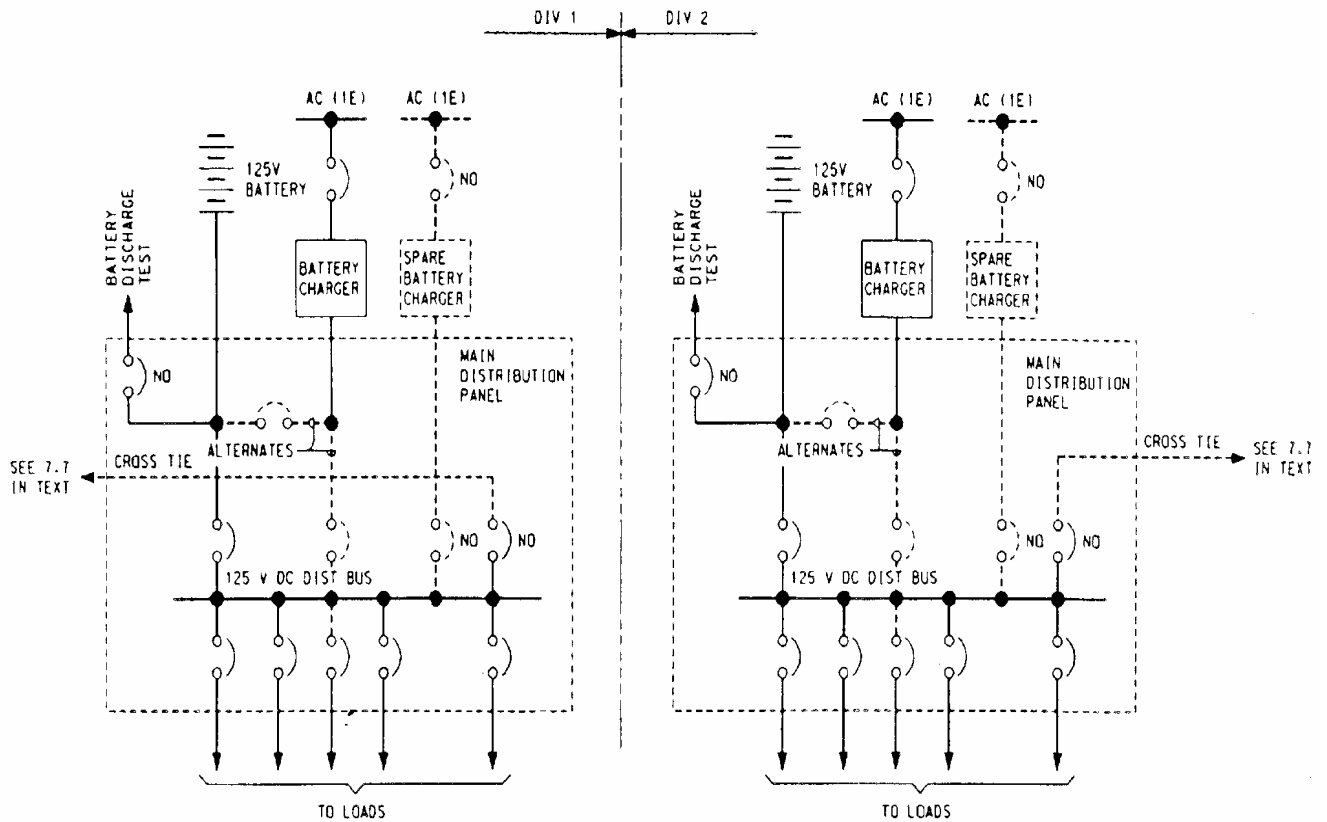 DIV 1
DIV 2
AC (1E)
AC (1E)
125V
BATTERY
NO
BATTERY
DISCHARGE
TEST
BATTERY
CHARGER
SPARE
BATTERY
CHARGER
MAIN
DISTRIBUTION
PANEL
NO
ALTERNATES
CROSS TIE
SEE 7.7
IN TEXT
NO
NO
125 V DC DIST BUS
TO LOADS
AC (1E)
AC (1E)
125V
BATTERY
NO
BATTERY
DISCHARGE
TEST
BATTERY
CHARGER
SPARE
BATTERY
CHARGER
MAIN
DISTRIBUTION
PANEL
NO
ALTERNATES
CROSS TIE
SEE 7.7
IN TEXT
NO
NO
125 V DC DIST BUS
TO LOADS